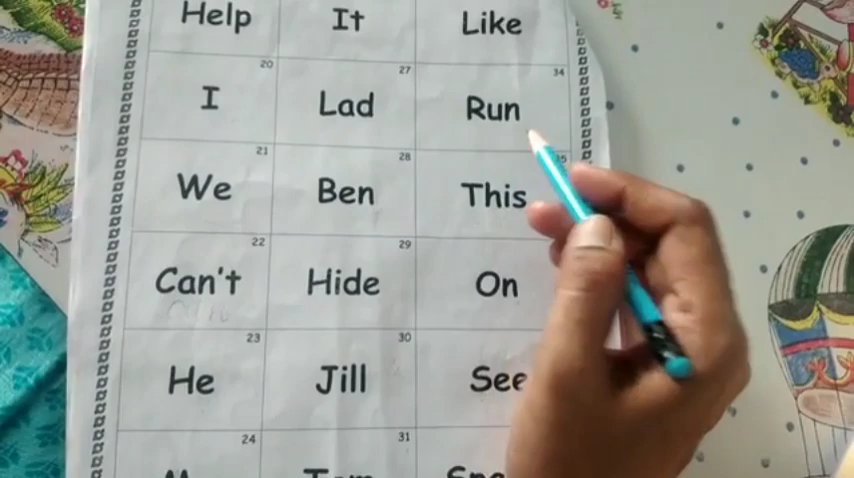 Help It Like
20 27 34
I Lad Run
21 28 35
We Ben This
22 29
Can't Hide On
23 30
He Jill See
24 31